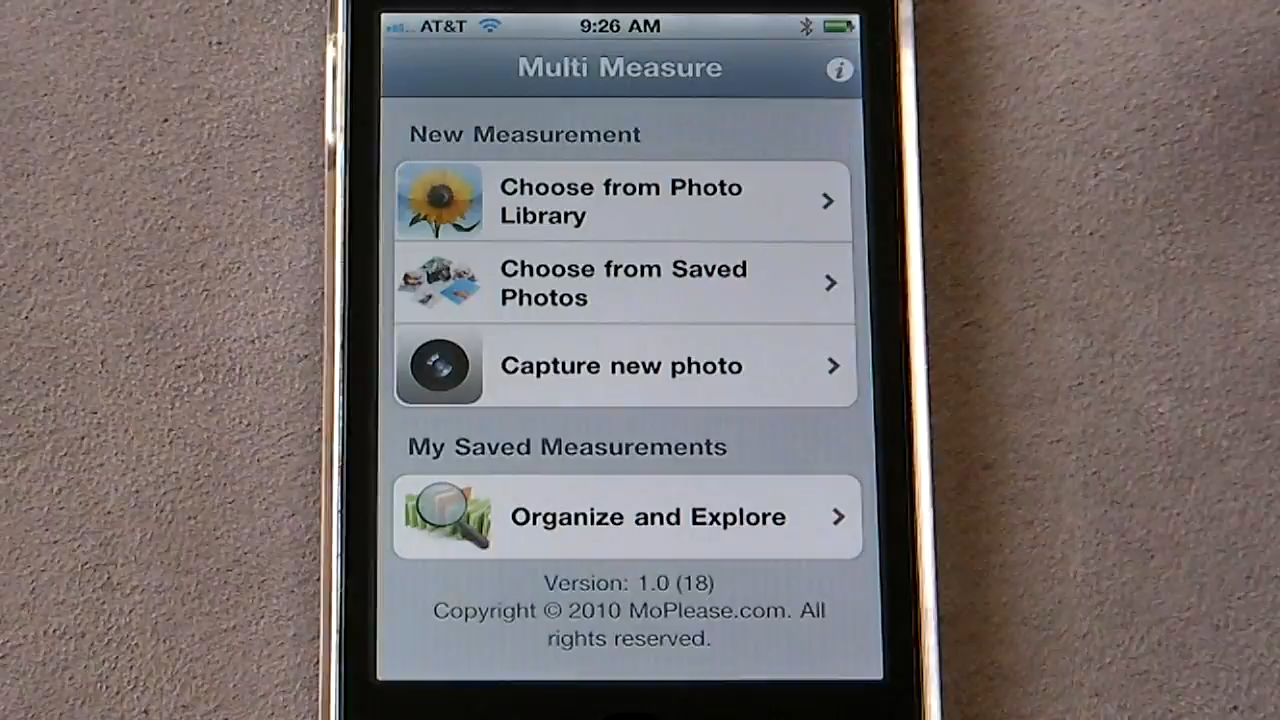 AT&T 9:26 AM
Multi Measure
New Measurement
Choose from Photo
Library
Choose from Saved
Photos
Capture new photo
My Saved Measurements
Organize and Explore
Version: 1.0 (18)
Copyright © 2010 MoPlease.com. All
rights reserved.